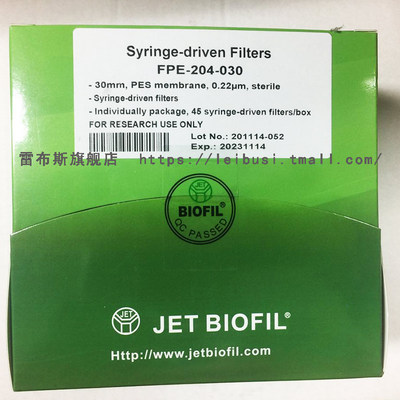 Syringe-driven Filters
FPE-204-030
- 30mm, PES membrane, 0.22μm, sterile
- Syringe-driven filters
- Individually package, 45 syringe-driven filters/box
FOR RESEARCH USE ONLY
Lot No.: 201114-052
Exp.: 20231114
雷布斯旗舰店 https://leibusi.tmall.com/
BIOFIL
QC PASSED
JET
JET BIOFIL®
Http://www.jetbiofil.com